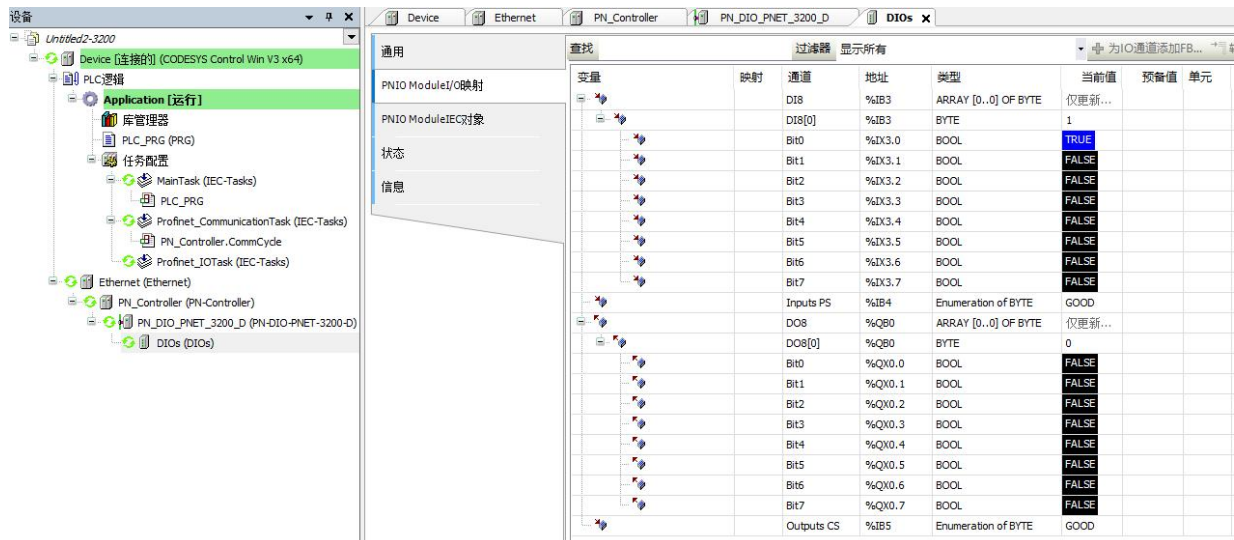 设备
Device
Ethernet
PN_Controller
PN_DIO_PNET_3200_D
DIOs
Untitled2-3200
Device [连接的] (CODESYS Control Win V3 x64)
PLC逻辑
Application [运行]
库管理器
PLC_PRG (PRG)
任务配置
MainTask (IEC-Tasks)
PLC_PRG
Profinet_CommunicationTask (IEC-Tasks)
PN_Controller.CommCycle
Profinet_IOTask (IEC-Tasks)
Ethernet (Ethernet)
PN_Controller (PN-Controller)
PN_DIO_PNET_3200_D (PN-DIO-PNET-3200-D)
DIOs (DIOs)
通用
PNIO ModuleI/O映射
PNIO ModuleIEC对象
状态
信息
查找 过滤器 显示所有 为IO通道添加FB...
变量 映射 通道 地址 类型 当前值 预备值 单元
DI8 %IB3 ARRAY [0..0] OF BYTE 仅更新...
DI8[0] %IB3 BYTE 1
Bit0 %IX3.0 BOOL TRUE
Bit1 %IX3.1 BOOL FALSE
Bit2 %IX3.2 BOOL FALSE
Bit3 %IX3.3 BOOL FALSE
Bit4 %IX3.4 BOOL FALSE
Bit5 %IX3.5 BOOL FALSE
Bit6 %IX3.6 BOOL FALSE
Bit7 %IX3.7 BOOL FALSE
Inputs PS %IB4 Enumeration of BYTE GOOD
DO8 %QB0 ARRAY [0..0] OF BYTE 仅更新...
DO8[0] %QB0 BYTE 0
Bit0 %QX0.0 BOOL FALSE
Bit1 %QX0.1 BOOL FALSE
Bit2 %QX0.2 BOOL FALSE
Bit3 %QX0.3 BOOL FALSE
Bit4 %QX0.4 BOOL FALSE
Bit5 %QX0.5 BOOL FALSE
Bit6 %QX0.6 BOOL FALSE
Bit7 %QX0.7 BOOL FALSE
Outputs CS %IB5 Enumeration of BYTE GOOD